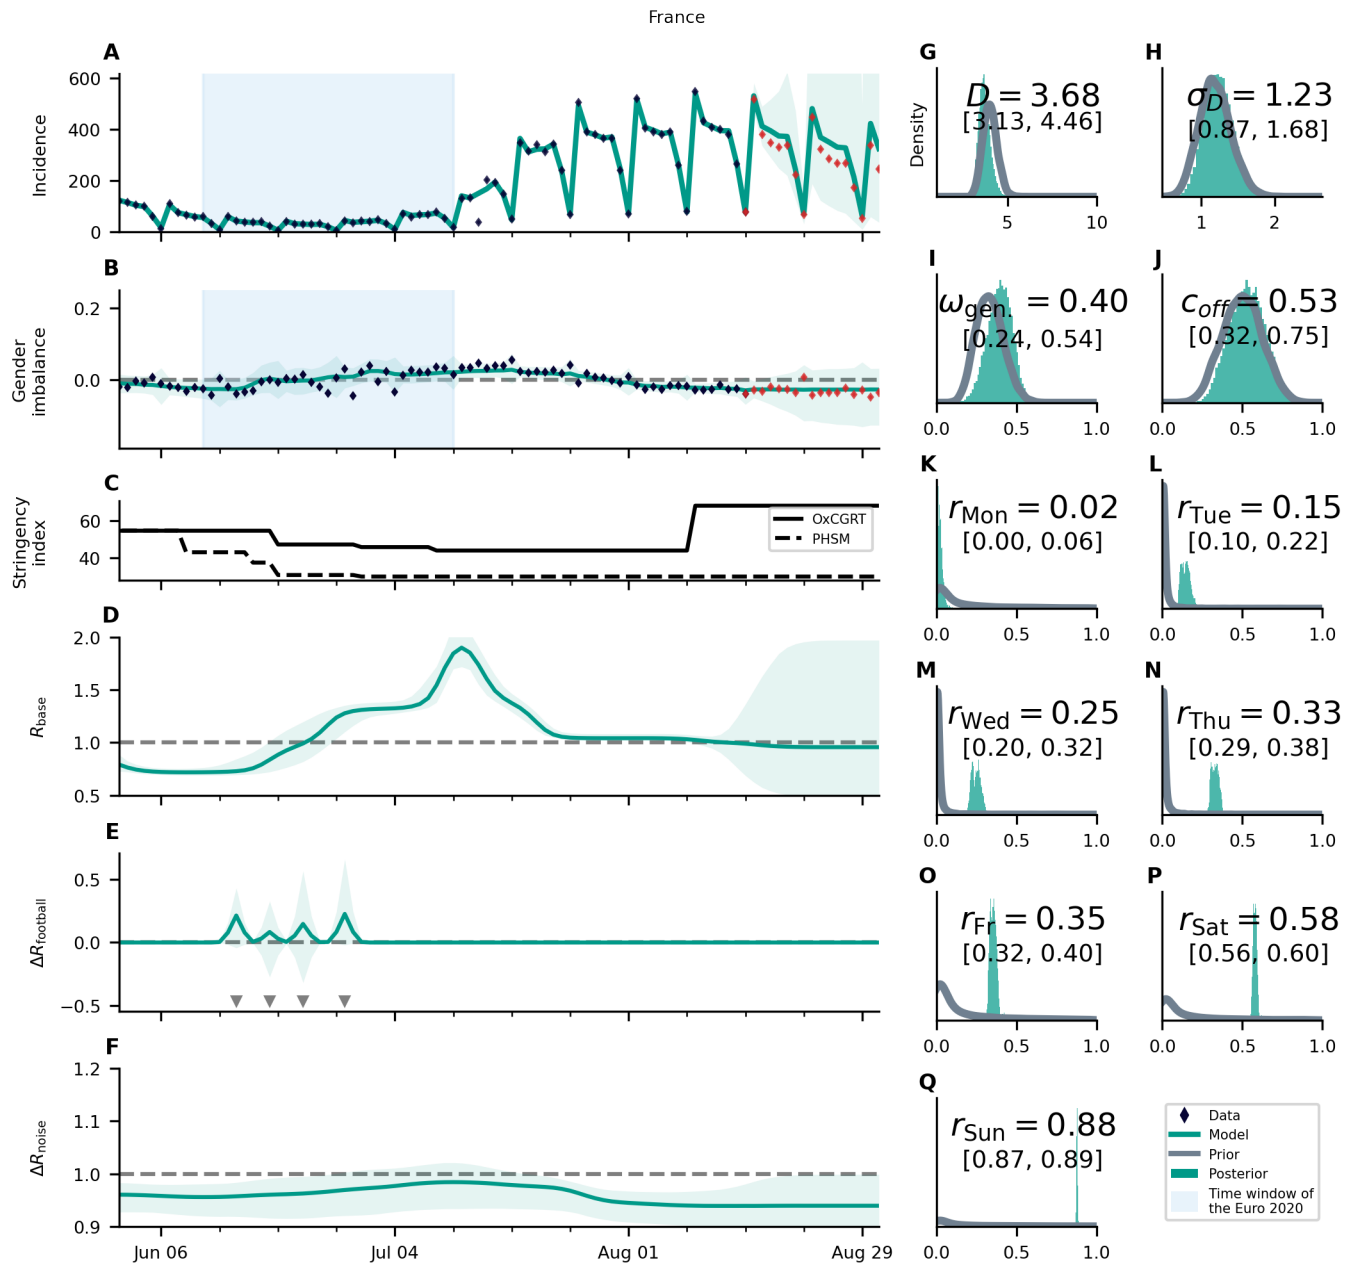 France
A
600
400
200
0
Incidence
B
0.2
0.0
Gender
imbalance
C
60
40
Stringency
index
OxCGRT
PHSM
D
2.0
1.5
1.0
0.5
R_base
E
0.5
0.0
−0.5
ΔR_football
F
1.2
1.1
1.0
0.9
ΔR_noise
Jun 06 Jul 04 Aug 01 Aug 29
G
Density
D = 3.68
[3.13, 4.46]
5 10
H
σ_D = 1.23
[0.87, 1.68]
1 2
I
ω_gen. = 0.40
[0.24, 0.54]
0.0 0.5 1.0
J
c_off = 0.53
[0.32, 0.75]
0.0 0.5 1.0
K
r_Mon = 0.02
[0.00, 0.06]
0.0 0.5 1.0
L
r_Tue = 0.15
[0.10, 0.22]
0.0 0.5 1.0
M
r_Wed = 0.25
[0.20, 0.32]
0.0 0.5 1.0
N
r_Thu = 0.33
[0.29, 0.38]
0.0 0.5 1.0
O
r_Fr = 0.35
[0.32, 0.40]
0.0 0.5 1.0
P
r_Sat = 0.58
[0.56, 0.60]
0.0 0.5 1.0
Q
r_Sun = 0.88
[0.87, 0.89]
0.0 0.5 1.0
Data
Model
Prior
Posterior
Time window of
the Euro 2020